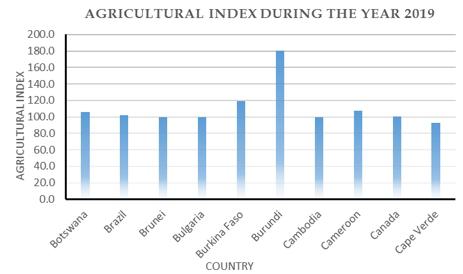 AGRICULTURAL INDEX DURING THE YEAR 2019
AGRICULTURAL INDEX
200.0
180.0
160.0
140.0
120.0
100.0
80.0
60.0
40.0
20.0
0.0
Botswana
Brazil
Brunei
Bulgaria
Burkina Faso
Burundi
Cambodia
Cameroon
Canada
Cape Verde
COUNTRY